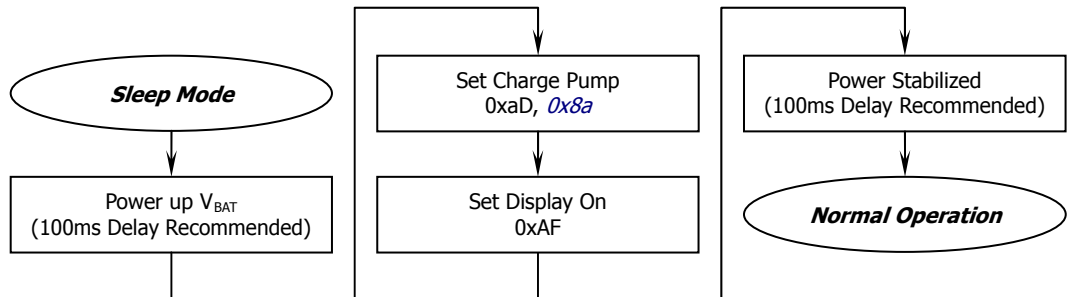 Sleep Mode
Power up VBAT
(100ms Delay Recommended)
Set Charge Pump
0xaD, 0x8a
Set Display On
0xAF
Power Stabilized
(100ms Delay Recommended)
Normal Operation